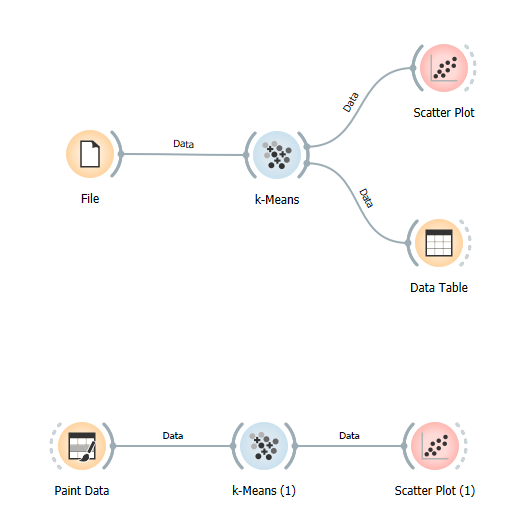 Data
Scatter Plot
Data
File
k-Means
Data
Data Table
Data
Data
Paint Data
k-Means (1)
Scatter Plot (1)